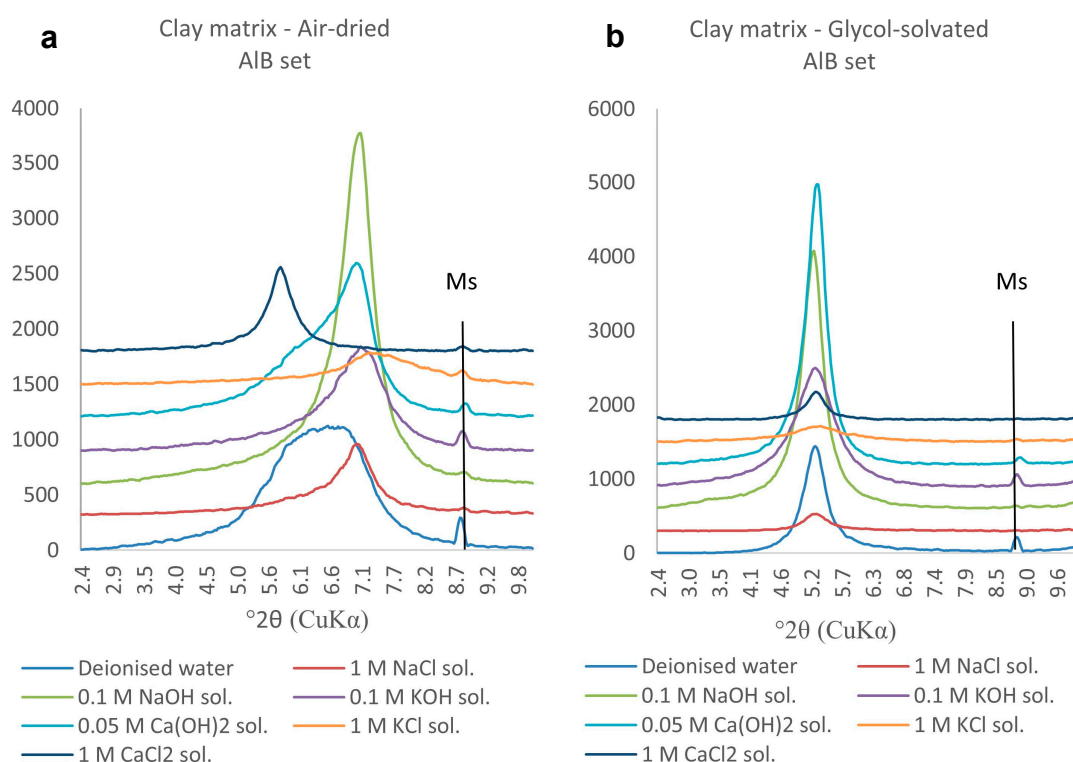 a
Clay matrix - Air-dried
AlB set
4000
3500
3000
2500
2000
1500
1000
500
0
Ms
2.4 2.9 3.5 4.0 4.5 5.0 5.6 6.1 6.6 7.1 7.7 8.2 8.7 9.2 9.8
°2θ (CuKα)
Deionised water
1 M NaCl sol.
0.1 M NaOH sol.
0.1 M KOH sol.
0.05 M Ca(OH)2 sol.
1 M KCl sol.
1 M CaCl2 sol.
b
Clay matrix - Glycol-solvated
AlB set
6000
5000
4000
3000
2000
1000
0
Ms
2.4 3.0 3.5 4.1 4.6 5.2 5.7 6.3 6.8 7.4 7.9 8.5 9.0 9.6
°2θ (CuKα)
Deionised water
1 M NaCl sol.
0.1 M NaOH sol.
0.1 M KOH sol.
0.05 M Ca(OH)2 sol.
1 M KCl sol.
1 M CaCl2 sol.